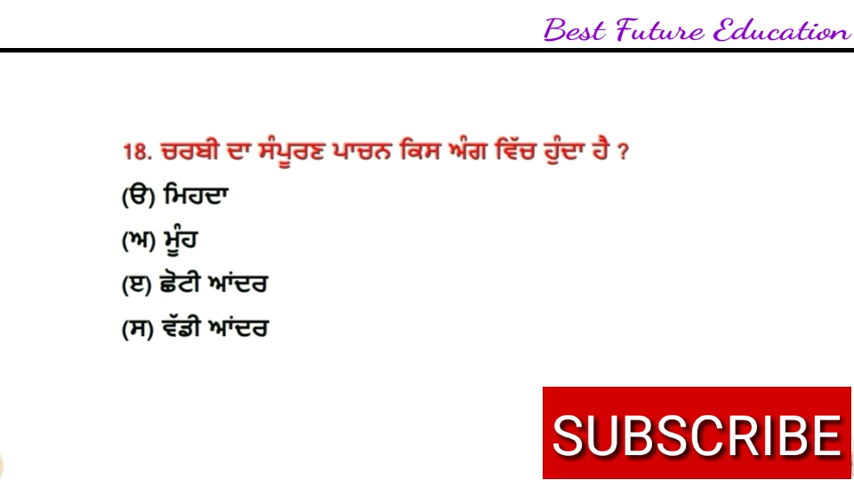 Best Future Education
18. ਚਰਬੀ ਦਾ ਸੰਪੂਰਣ ਪਾਚਨ ਕਿਸ ਅੰਗ ਵਿੱਚ ਹੁੰਦਾ ਹੈ ?
(ੳ) ਮਿਹਦਾ
(ਅ) ਮੂੰਹ
(ੲ) ਛੋਟੀ ਆਂਦਰ
(ਸ) ਵੱਡੀ ਆਂਦਰ
SUBSCRIBE